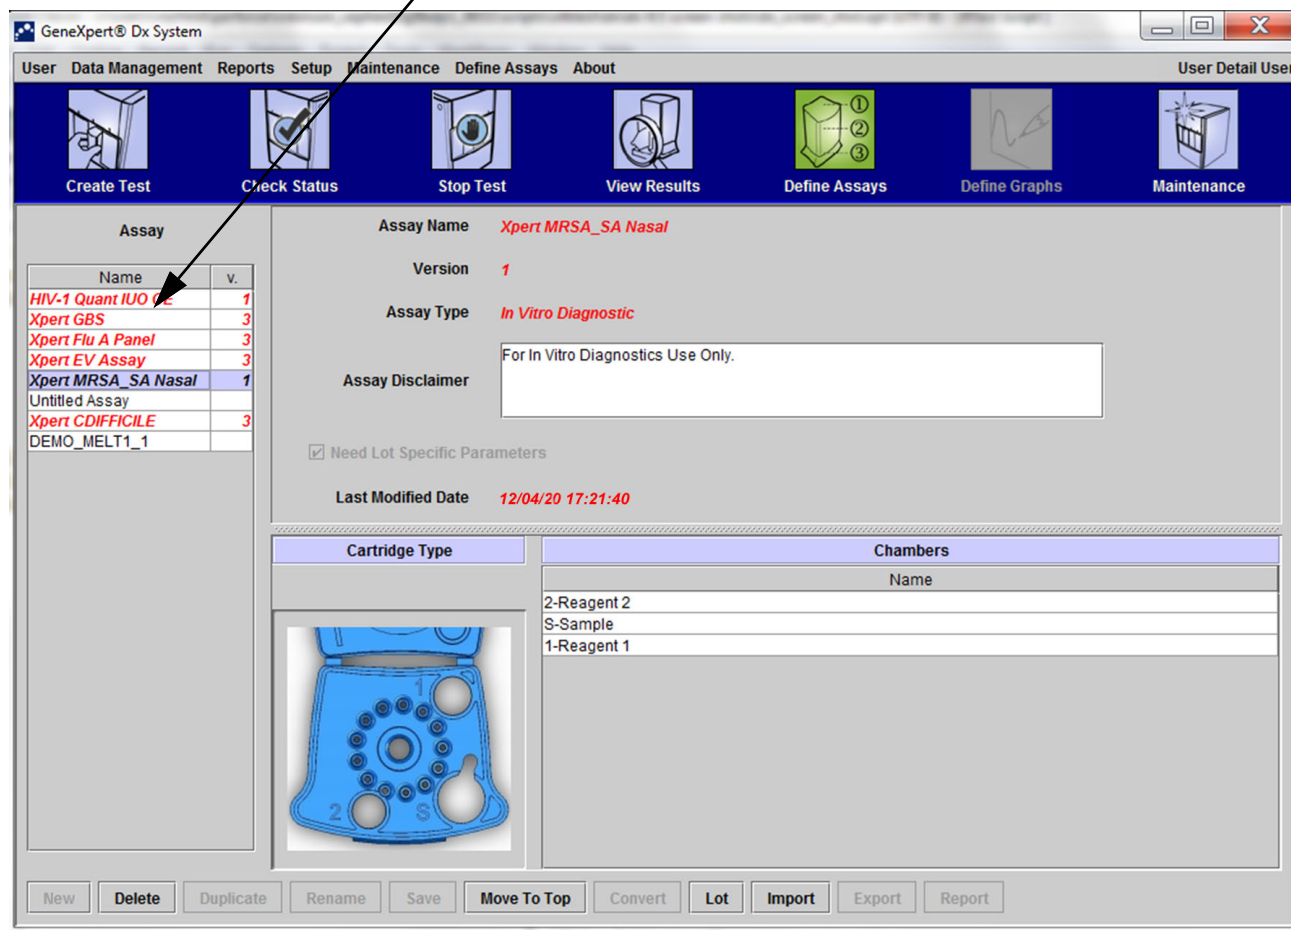 GeneXpert® Dx System
User Data Management Reports Setup Maintenance Define Assays About User Detail User
1
2
3
Create Test Check Status Stop Test View Results Define Assays Define Graphs Maintenance
Assay
Name v.
HIV-1 Quant IUO CE 1
Xpert GBS 3
Xpert Flu A Panel 3
Xpert EV Assay 3
Xpert MRSA_SA Nasal 1
Untitled Assay
Xpert CDIFFICILE 3
DEMO_MELT1_1
Assay Name Xpert MRSA_SA Nasal
Version 1
Assay Type In Vitro Diagnostic
Assay Disclaimer For In Vitro Diagnostics Use Only.
Need Lot Specific Parameters
Last Modified Date 12/04/20 17:21:40
Cartridge Type
1
2 S
Chambers
Name
2-Reagent 2
S-Sample
1-Reagent 1
New Delete Duplicate Rename Save Move To Top Convert Lot Import Export Report